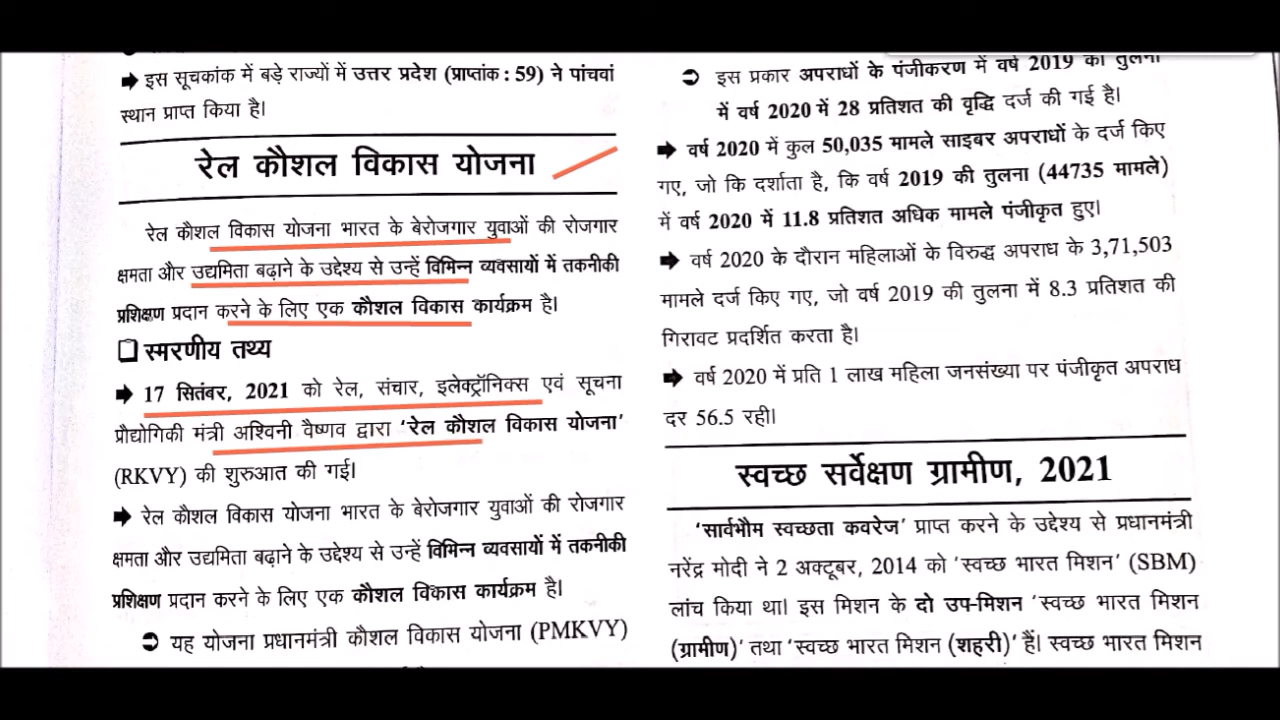 ➡ इस सूचकांक में बड़े राज्यों में उत्तर प्रदेश (प्राप्तांक : 59) ने पांचवां
स्थान प्राप्त किया है।
रेल कौशल विकास योजना
रेल कौशल विकास योजना भारत के बेरोजगार युवाओं की रोजगार
क्षमता और उद्यमिता बढ़ाने के उद्देश्य से उन्हें विभिन्न व्यवसायों में तकनीकी
प्रशिक्षण प्रदान करने के लिए एक कौशल विकास कार्यक्रम है।
❑ स्मरणीय तथ्य
➡ 17 सितंबर, 2021 को रेल, संचार, इलेक्ट्रॉनिक्स एवं सूचना
प्रौद्योगिकी मंत्री अश्विनी वैष्णव द्वारा ‘रेल कौशल विकास योजना’
(RKVY) की शुरुआत की गई।
➡ रेल कौशल विकास योजना भारत के बेरोजगार युवाओं की रोजगार
क्षमता और उद्यमिता बढ़ाने के उद्देश्य से उन्हें विभिन्न व्यवसायों में तकनीकी
प्रशिक्षण प्रदान करने के लिए एक कौशल विकास कार्यक्रम है।
➲ यह योजना प्रधानमंत्री कौशल विकास योजना (PMKVY)
➲ इस प्रकार अपराधों के पंजीकरण में वर्ष 2019 की तुलना
में वर्ष 2020 में 28 प्रतिशत की वृद्धि दर्ज की गई है।
➡ वर्ष 2020 में कुल 50,035 मामले साइबर अपराधों के दर्ज किए
गए, जो कि दर्शाता है, कि वर्ष 2019 की तुलना (44735 मामले)
में वर्ष 2020 में 11.8 प्रतिशत अधिक मामले पंजीकृत हुए।
➡ वर्ष 2020 के दौरान महिलाओं के विरुद्ध अपराध के 3,71,503
मामले दर्ज किए गए, जो वर्ष 2019 की तुलना में 8.3 प्रतिशत की
गिरावट प्रदर्शित करता है।
➡ वर्ष 2020 में प्रति 1 लाख महिला जनसंख्या पर पंजीकृत अपराध
दर 56.5 रही।
स्वच्छ सर्वेक्षण ग्रामीण, 2021
‘सार्वभौम स्वच्छता कवरेज’ प्राप्त करने के उद्देश्य से प्रधानमंत्री
नरेंद्र मोदी ने 2 अक्टूबर, 2014 को ‘स्वच्छ भारत मिशन’ (SBM)
लांच किया था। इस मिशन के दो उप-मिशन ‘स्वच्छ भारत मिशन
(ग्रामीण)’ तथा ‘स्वच्छ भारत मिशन (शहरी)’ हैं। स्वच्छ भारत मिशन